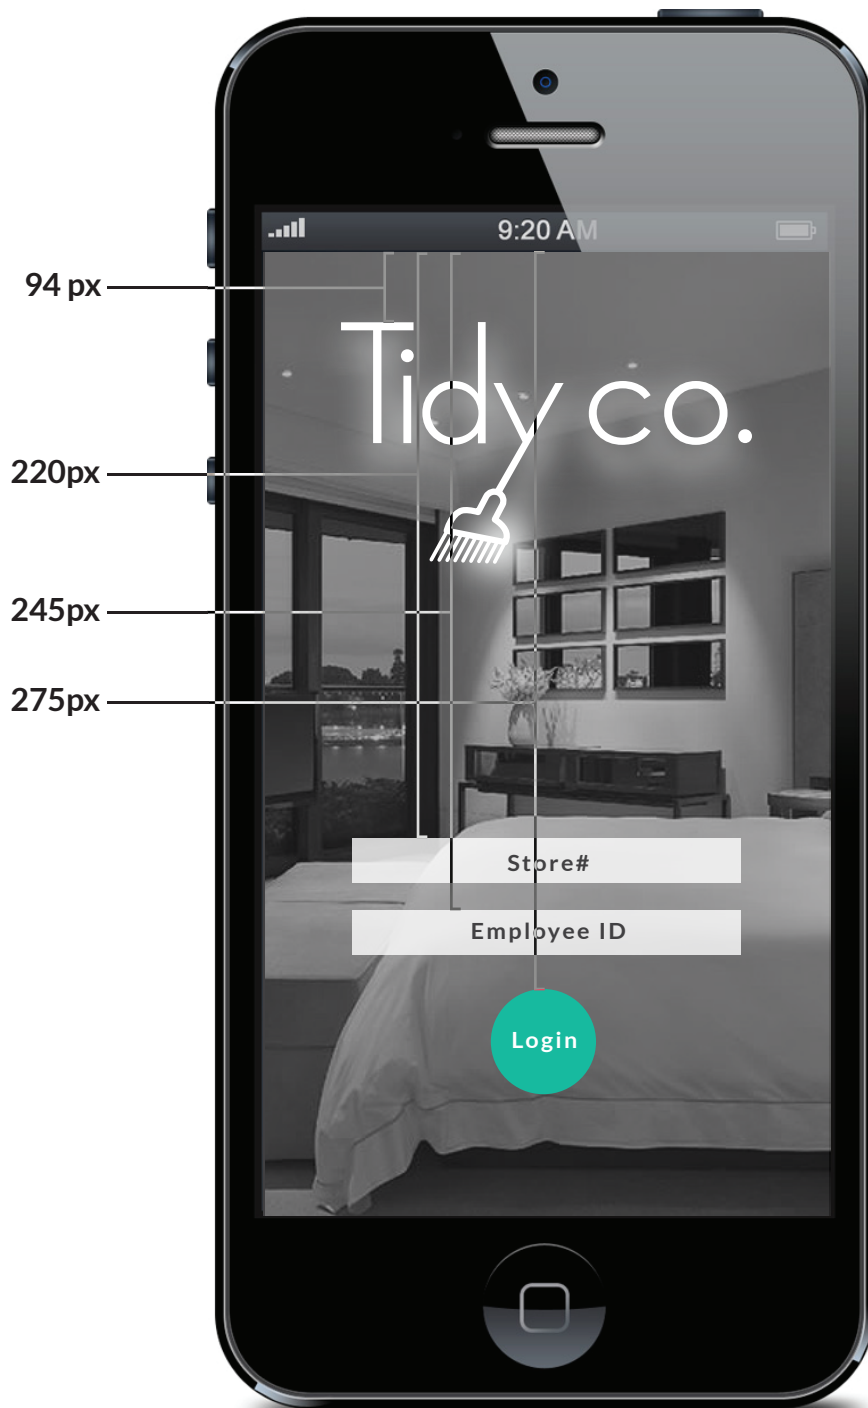 9:20 AM
94 px
Tidy co.
220px
245px
275px
Store#
Employee ID
Login